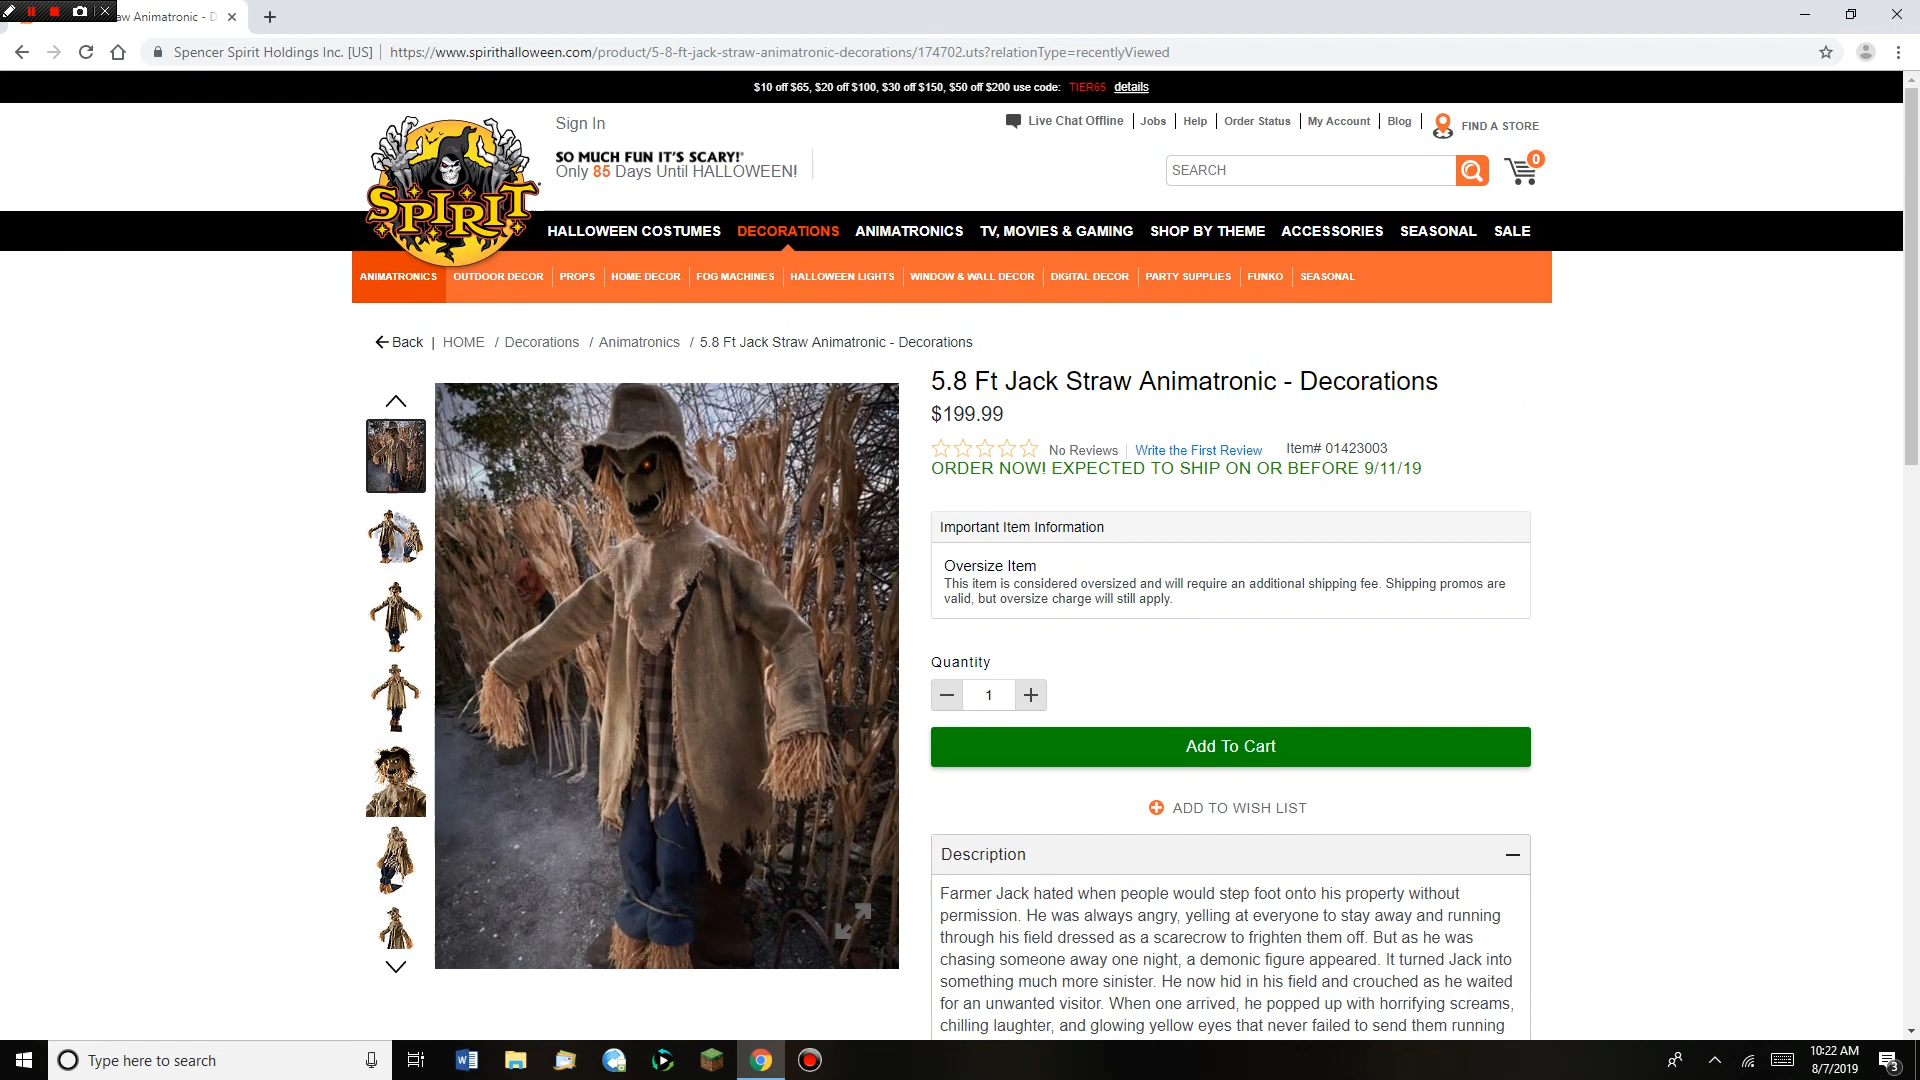 aw Animatronic - D
Spencer Spirit Holdings Inc. [US] | https://www.spirithalloween.com/product/5-8-ft-jack-straw-animatronic-decorations/174702.uts?relationType=recentlyViewed
$10 off $65, $20 off $100, $30 off $150, $50 off $200 use code: TIER65 details
Sign In
Live Chat Offline | Jobs | Help | Order Status | My Account | Blog | FIND A STORE
SO MUCH FUN IT'S SCARY!®
Only 85 Days Until HALLOWEEN!
SEARCH
0
SPIRIT
HALLOWEEN COSTUMES DECORATIONS ANIMATRONICS TV, MOVIES & GAMING SHOP BY THEME ACCESSORIES SEASONAL SALE
ANIMATRONICS OUTDOOR DECOR PROPS HOME DECOR FOG MACHINES HALLOWEEN LIGHTS WINDOW & WALL DECOR DIGITAL DECOR PARTY SUPPLIES FUNKO SEASONAL
Back | HOME / Decorations / Animatronics / 5.8 Ft Jack Straw Animatronic - Decorations
5.8 Ft Jack Straw Animatronic - Decorations
$199.99
No Reviews | Write the First Review Item# 01423003
ORDER NOW! EXPECTED TO SHIP ON OR BEFORE 9/11/19
Important Item Information
Oversize Item
This item is considered oversized and will require an additional shipping fee. Shipping promos are
valid, but oversize charge will still apply.
Quantity
1
Add To Cart
ADD TO WISH LIST
Description
Farmer Jack hated when people would step foot onto his property without
permission. He was always angry, yelling at everyone to stay away and running
through his field dressed as a scarecrow to frighten them off. But as he was
chasing someone away one night, a demonic figure appeared. It turned Jack into
something much more sinister. He now hid in his field and crouched as he waited
for an unwanted visitor. When one arrived, he popped up with horrifying screams,
chilling laughter, and glowing yellow eyes that never failed to send them running
Type here to search
10:22 AM
8/7/2019
3